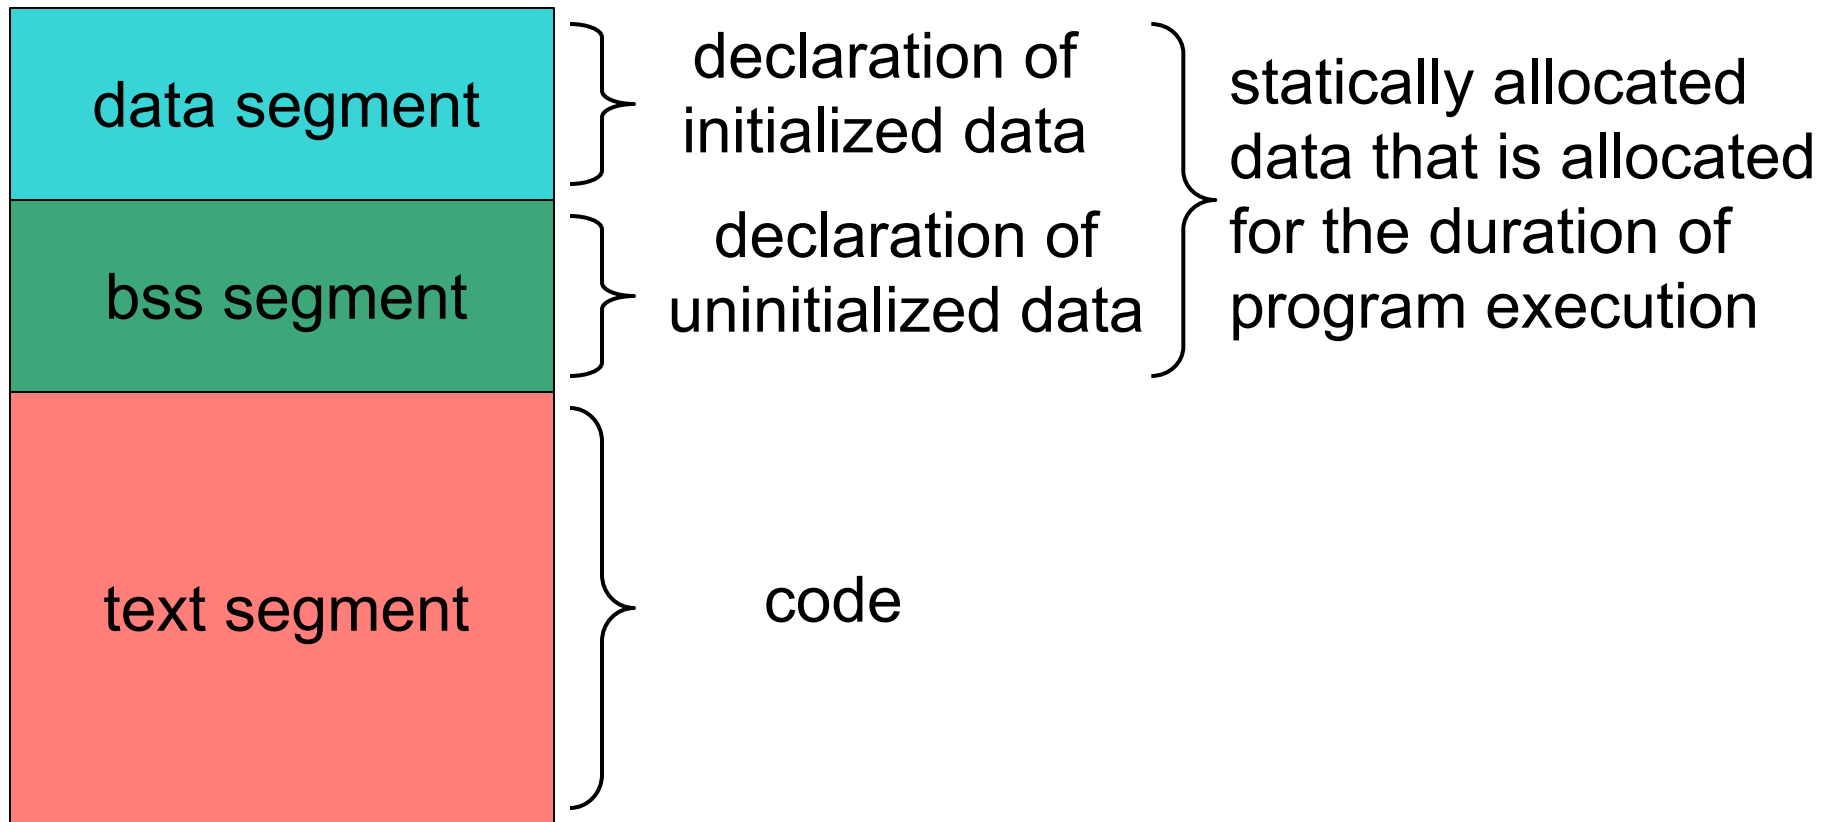 data segment
declaration of
initialized data
statically allocated
data that is allocated
for the duration of
program execution
bss segment
declaration of
uninitialized data
text segment
code